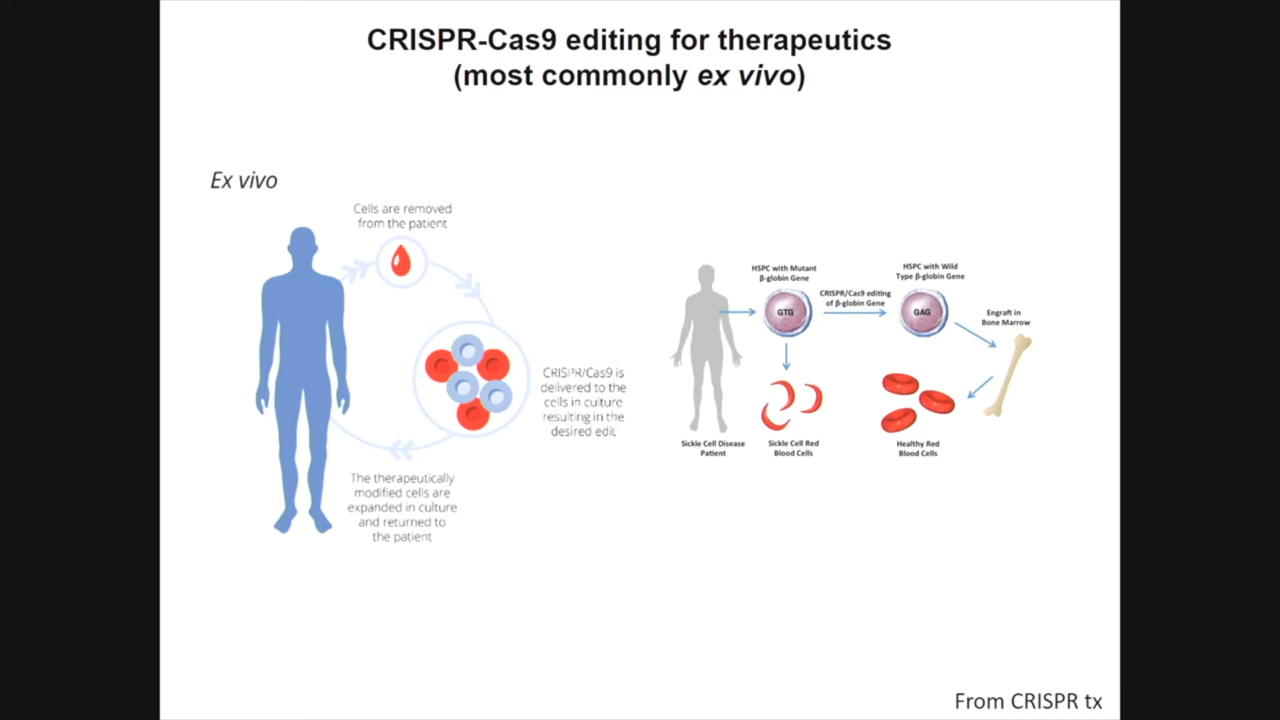 CRISPR-Cas9 editing for therapeutics
(most commonly ex vivo)
Ex vivo
Cells are removed
from the patient
CRISPR/Cas9 is
delivered to the
cells in culture
resulting in the
desired edit
The therapeutically
modified cells are
expanded in culture
and returned to
the patient
HSPC with Mutant
β-globin Gene
GTG
CRISPR/Cas9 editing
of β-globin Gene
HSPC with Wild
Type β-globin Gene
GAG
Engraft in
Bone Marrow
Sickle Cell Disease
Patient
Sickle Cell Red
Blood Cells
Healthy Red
Blood Cells
From CRISPR tx